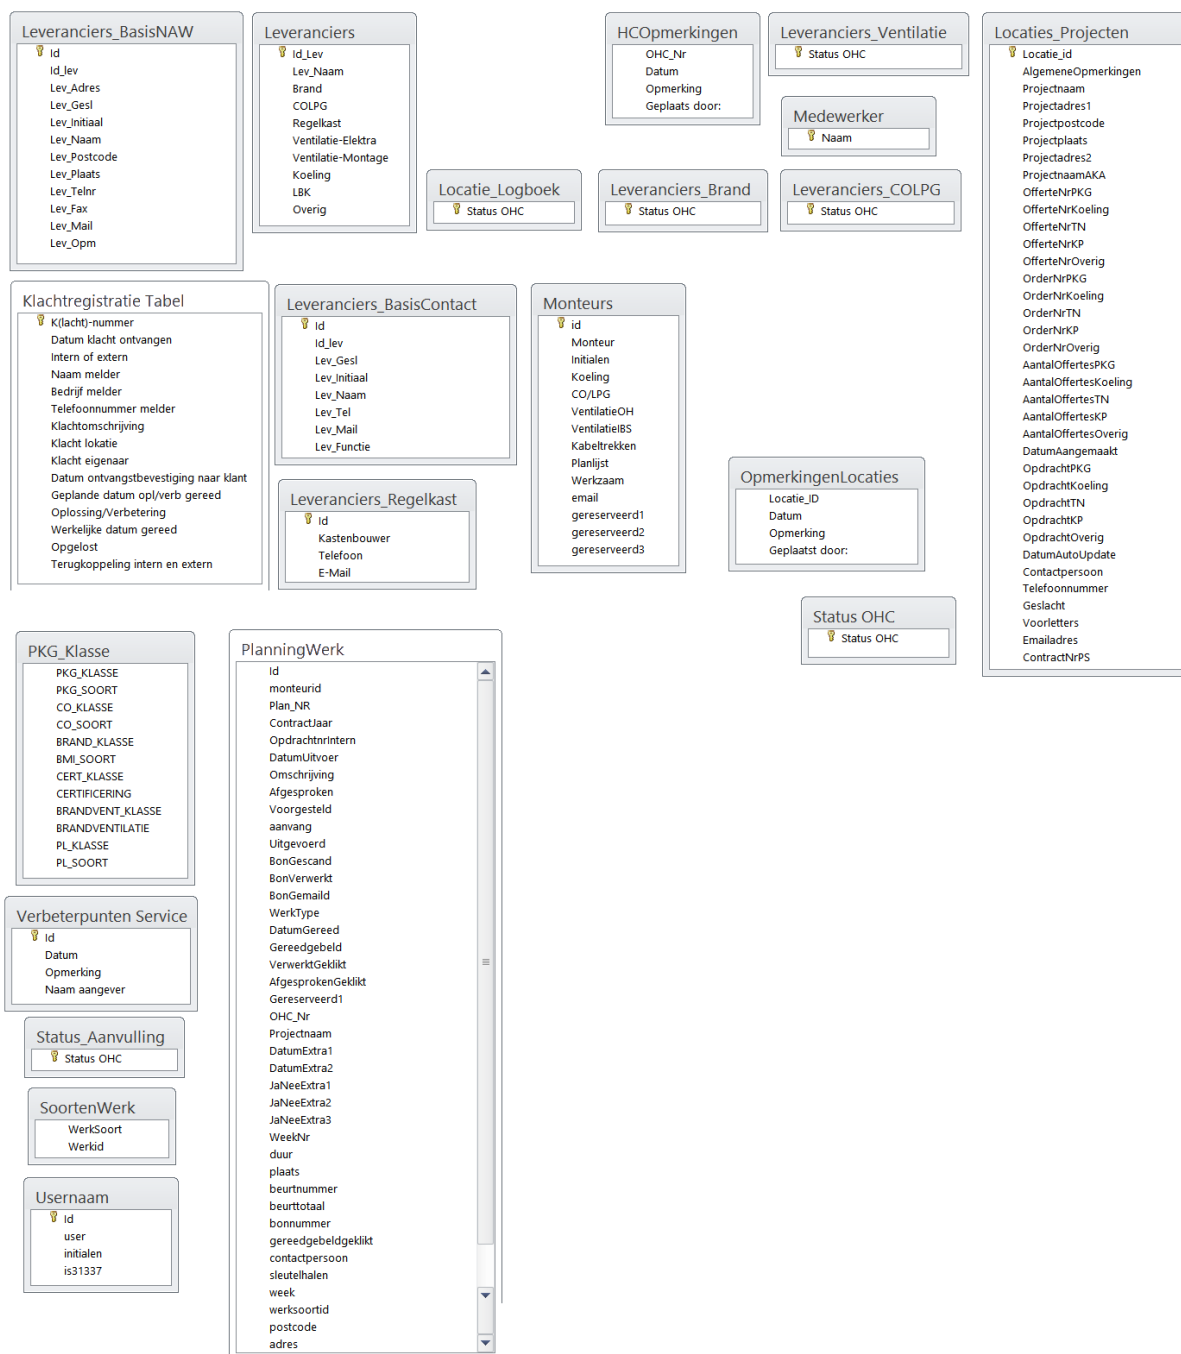 Leveranciers_BasisNAW
Id
Id_lev
Lev_Adres
Lev_Gesl
Lev_Initiaal
Lev_Naam
Lev_Postcode
Lev_Plaats
Lev_Telnr
Lev_Fax
Lev_Mail
Lev_Opm
Leveranciers
Id_Lev
Lev_Naam
Brand
COLPG
Regelkast
Ventilatie-Elektra
Ventilatie-Montage
Koeling
LBK
Overig
HCOpmerkingen
OHC_Nr
Datum
Opmerking
Geplaats door:
Leveranciers_Ventilatie
Status OHC
Medewerker
Naam
Locatie_Logboek
Status OHC
Leveranciers_Brand
Status OHC
Leveranciers_COLPG
Status OHC
Locaties_Projecten
Locatie_id
AlgemeneOpmerkingen
Projectnaam
Projectadres1
Projectpostcode
Projectplaats
Projectadres2
ProjectnaamAKA
OfferteNrPKG
OfferteNrKoeling
OfferteNrTN
OfferteNrKP
OfferteNrOverig
OrderNrPKG
OrderNrKoeling
OrderNrTN
OrderNrKP
OrderNrOverig
AantalOffertesPKG
AantalOffertesKoeling
AantalOffertesTN
AantalOffertesKP
AantalOffertesOverig
DatumAangemaakt
OpdrachtPKG
OpdrachtKoeling
OpdrachtTN
OpdrachtKP
OpdrachtOverig
DatumAutoUpdate
Contactpersoon
Telefoonnummer
Geslacht
Voorletters
Emailadres
ContractNrPS
Klachtregistratie Tabel
K(lacht)-nummer
Datum klacht ontvangen
Intern of extern
Naam melder
Bedrijf melder
Telefoonnummer melder
Klachtomschrijving
Klacht lokatie
Klacht eigenaar
Datum ontvangstbevestiging naar klant
Geplande datum opl/verb gereed
Oplossing/Verbetering
Werkelijke datum gereed
Opgelost
Terugkoppeling intern en extern
Leveranciers_BasisContact
Id
Id_lev
Lev_Gesl
Lev_Initiaal
Lev_Naam
Lev_Tel
Lev_Mail
Lev_Functie
Leveranciers_Regelkast
Id
Kastenbouwer
Telefoon
E-Mail
Monteurs
id
Monteur
Initialen
Koeling
CO/LPG
VentilatieOH
VentilatieIBS
Kabeltrekken
Planlijst
Werkzaam
email
gereserveerd1
gereserveerd2
gereserveerd3
OpmerkingenLocaties
Locatie_ID
Datum
Opmerking
Geplaatst door:
Status OHC
Status OHC
PKG_Klasse
PKG_KLASSE
PKG_SOORT
CO_KLASSE
CO_SOORT
BRAND_KLASSE
BMI_SOORT
CERT_KLASSE
CERTIFICERING
BRANDVENT_KLASSE
BRANDVENTILATIE
PL_KLASSE
PL_SOORT
Verbeterpunten Service
Id
Datum
Opmerking
Naam aangever
Status_Aanvulling
Status OHC
SoortenWerk
WerkSoort
Werkid
Usernaam
Id
user
initialen
is31337
PlanningWerk
Id
monteurid
Plan_NR
ContractJaar
OpdrachtnrIntern
DatumUitvoer
Omschrijving
Afgesproken
Voorgesteld
aanvang
Uitgevoerd
BonGescand
BonVerwerkt
BonGemaild
WerkType
DatumGereed
Gereedgebeld
VerwerktGeklikt
AfgesprokenGeklikt
Gereserveerd1
OHC_Nr
Projectnaam
DatumExtra1
DatumExtra2
JaNeeExtra1
JaNeeExtra2
JaNeeExtra3
WeekNr
duur
plaats
beurtnummer
beurttotaal
bonnummer
gereedgebeldgeklikt
contactpersoon
sleutelhalen
week
werksoortid
postcode
adres